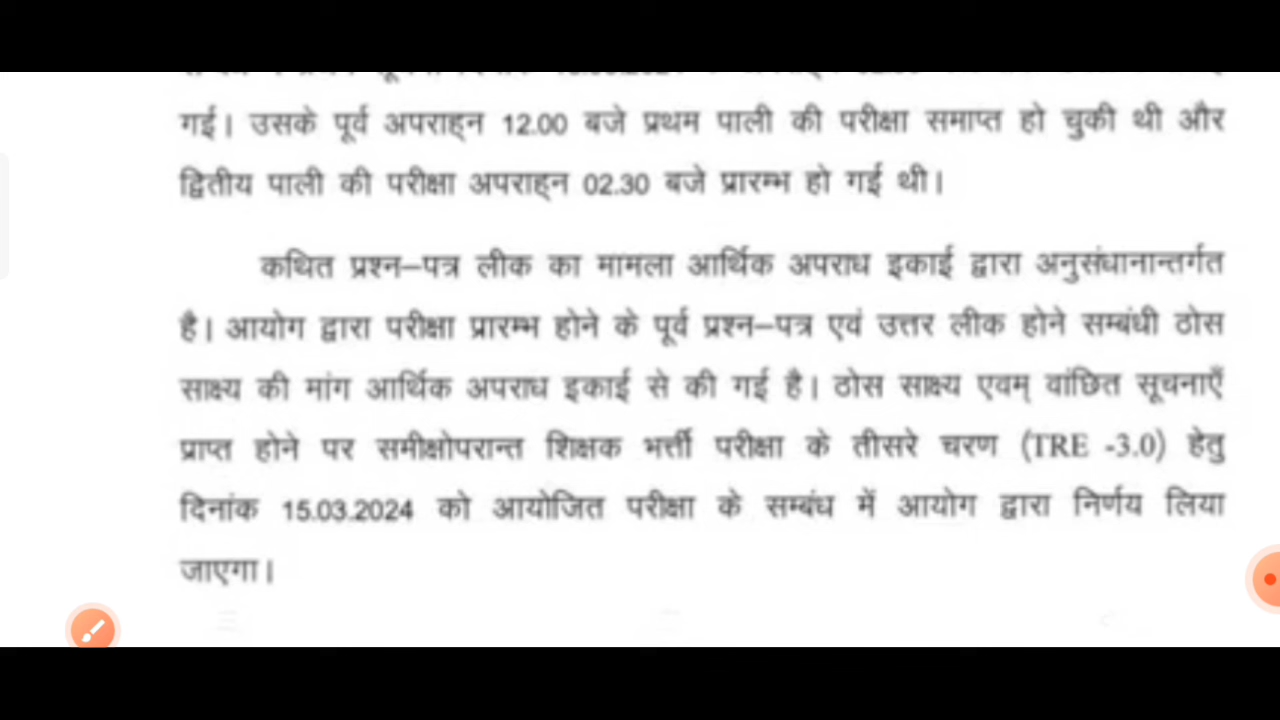 गई। उसके पूर्व अपराह्न 12.00 बजे प्रथम पाली की परीक्षा समाप्त हो चुकी थी और
द्वितीय पाली की परीक्षा अपराह्न 02.30 बजे प्रारम्भ हो गई थी।
कथित प्रश्न–पत्र लीक का मामला आर्थिक अपराध इकाई द्वारा अनुसंधानान्तर्गत
है। आयोग द्वारा परीक्षा प्रारम्भ होने के पूर्व प्रश्न–पत्र एवं उत्तर लीक होने सम्बंधी ठोस
साक्ष्य की मांग आर्थिक अपराध इकाई से की गई है। ठोस साक्ष्य एवम् वांछित सूचनाएँ
प्राप्त होने पर समीक्षोपरान्त शिक्षक भर्त्ती परीक्षा के तीसरे चरण (TRE -3.0) हेतु
दिनांक 15.03.2024 को आयोजित परीक्षा के सम्बंध में आयोग द्वारा निर्णय लिया
जाएगा।